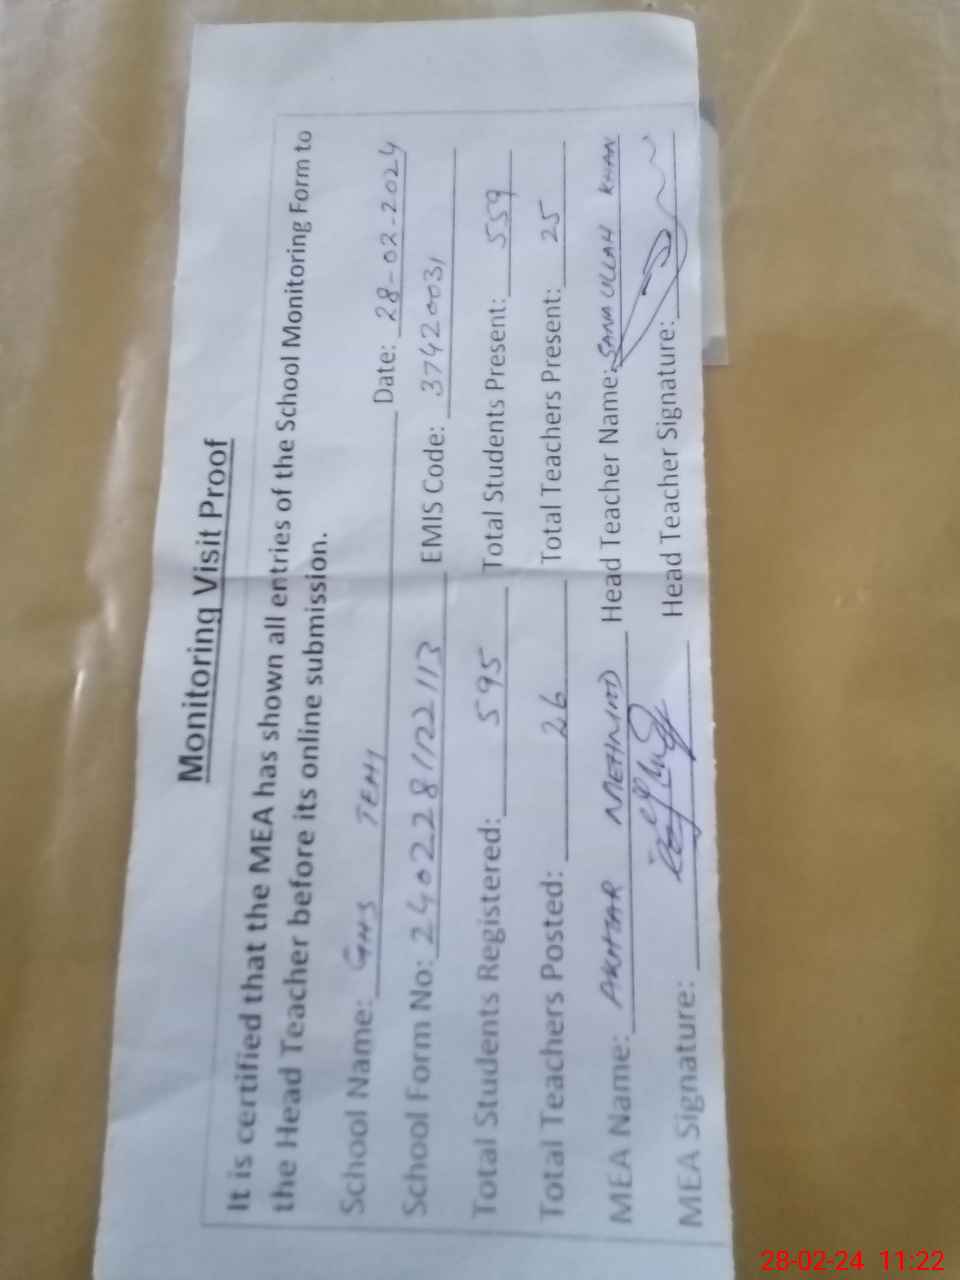 Monitoring Visit Proof
It is certified that the MEA has shown all entries of the School Monitoring Form to
the Head Teacher before its online submission.
School Name: GHS TEHI Date: 28-02-2024
School Form No: 2402281122113 EMIS Code: 37420031
Total Students Registered: 595 Total Students Present: 559
Total Teachers Posted: 26 Total Teachers Present: 25
MEA Name: AKHTAR MEHMOOD Head Teacher Name: SANA ULLAH KHAN
MEA Signature: Head Teacher Signature:
28-02-24 11:22